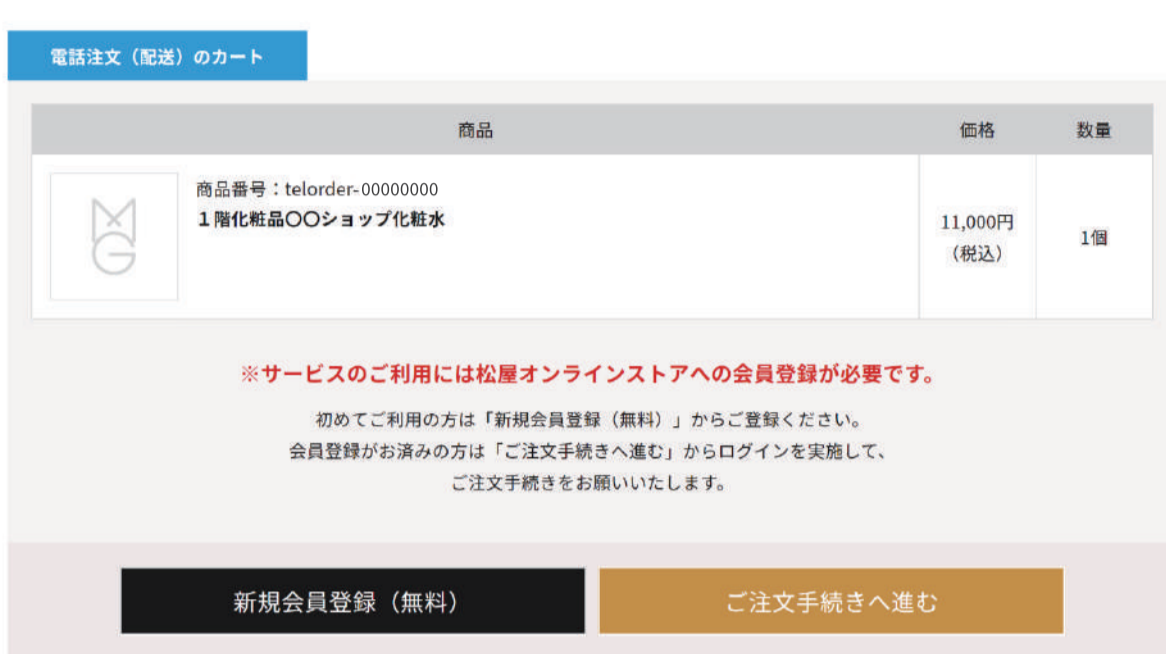 電話注文（配送）のカート
商品 価格 数量
商品番号：telorder-00000000
１階化粧品〇〇ショップ化粧水
11,000円
（税込）
1個
※サービスのご利用には松屋オンラインストアへの会員登録が必要です。
初めてご利用の方は「新規会員登録（無料）」からご登録ください。
会員登録がお済みの方は「ご注文手続きへ進む」からログインを実施して、
ご注文手続きをお願いいたします。
新規会員登録（無料） ご注文手続きへ進む